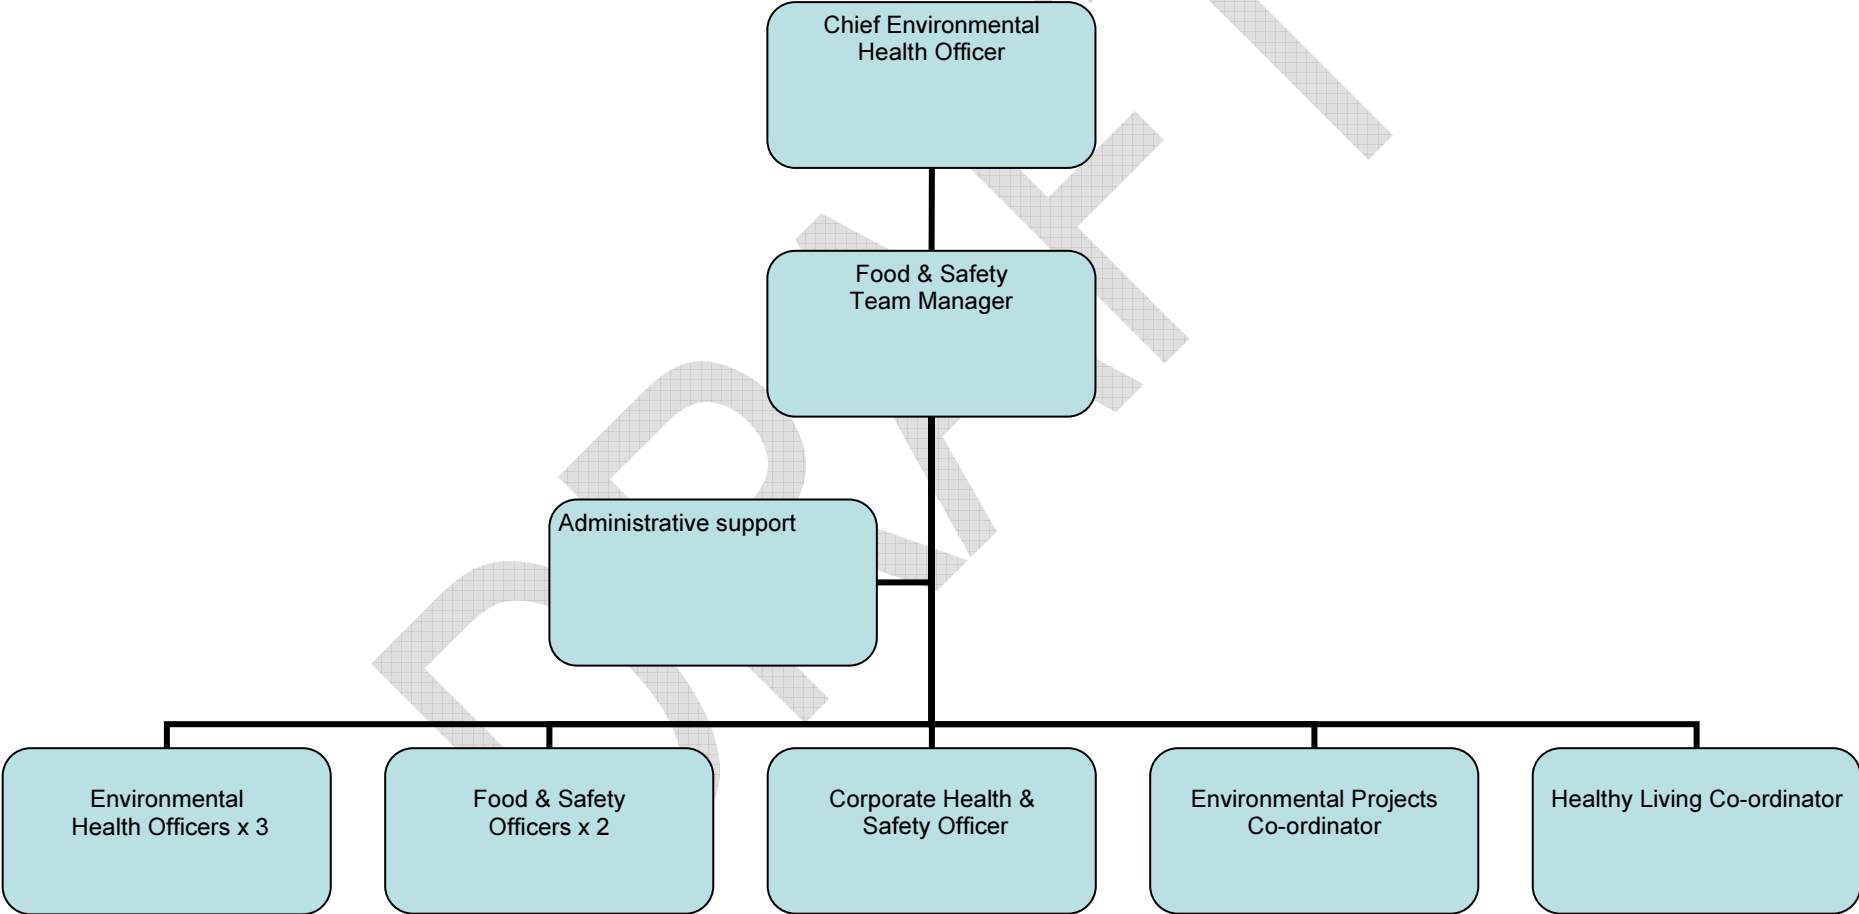 Chief Environmental
Health Officer
Food & Safety
Team Manager
Administrative support
Environmental
Health Officers x 3
Food & Safety
Officers x 2
Corporate Health &
Safety Officer
Environmental Projects
Co-ordinator
Healthy Living Co-ordinator
DRAFT